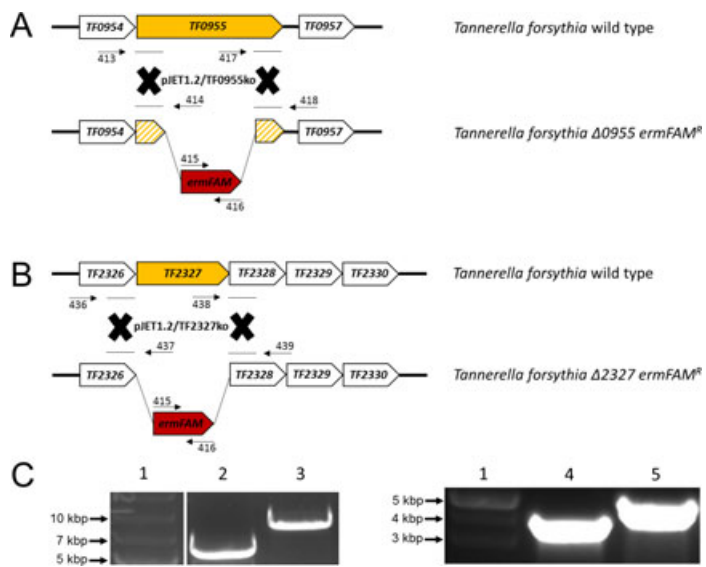 A
TF0954 TF0955 TF0957 Tannerella forsythia wild type
413 417
pJET1.2/TF0955ko
414 418
TF0954 TF0957 Tannerella forsythia Δ0955 ermFAMᴿ
415
ermFAM
416
B
TF2326 TF2327 TF2328 TF2329 TF2330 Tannerella forsythia wild type
436 438
pJET1.2/TF2327ko
437 439
TF2326 TF2328 TF2329 TF2330 Tannerella forsythia Δ2327 ermFAMᴿ
415
ermFAM
416
C
1 2 3 1 4 5
10 kbp 5 kbp
7 kbp 4 kbp
5 kbp 3 kbp